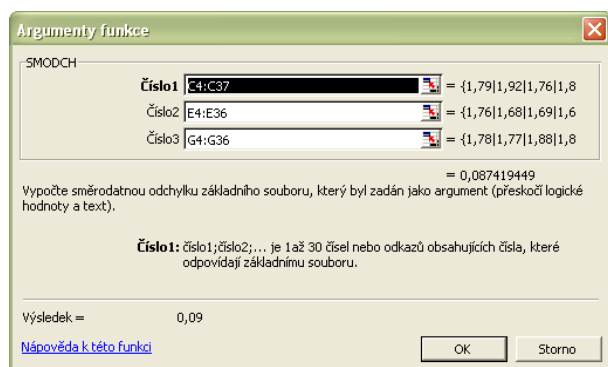 Argumenty funkce
SMODCH
Číslo1 C4:C37 = {1,79|1,92|1,76|1,8
Číslo2 E4:E36 = {1,76|1,68|1,69|1,6
Číslo3 G4:G36 = {1,78|1,77|1,88|1,8
= 0,087419449
Vypočte směrodatnou odchylku základního souboru, který byl zadán jako argument (přeskočí logické
hodnoty a text).
Číslo1: číslo1;číslo2;... je 1až 30 čísel nebo odkazů obsahujících čísla, které
odpovídají základnímu souboru.
Výsledek = 0,09
Nápověda k této funkci OK Storno